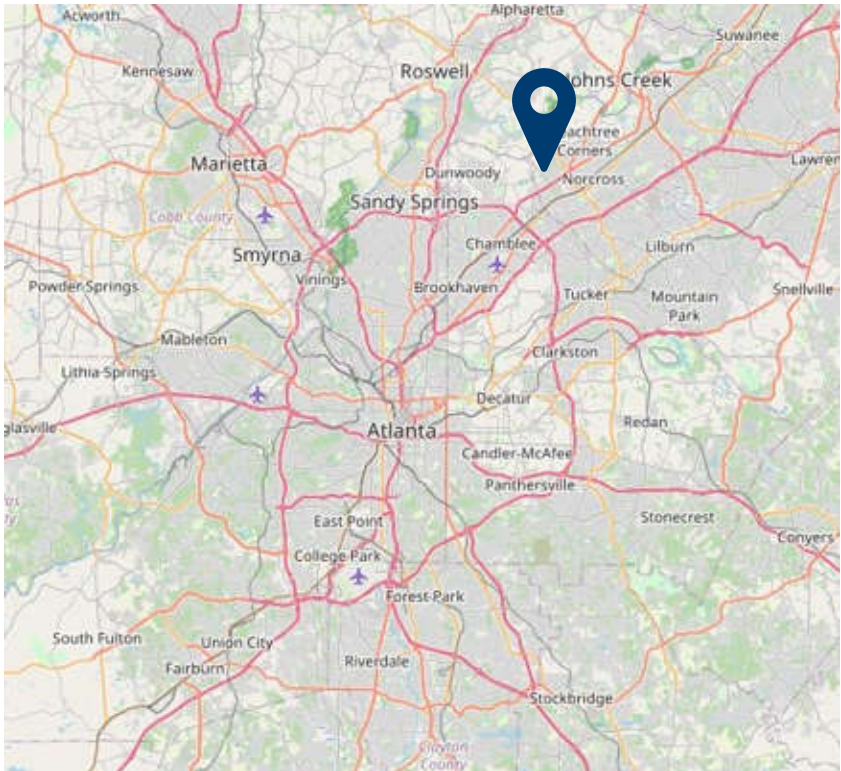 Acworth
Alpharetta
Suwanee
Kennesaw
Roswell
Johns Creek
Peachtree
Corners
Marietta
Dunwoody
Norcross
Lawren
Sandy Springs
Cobb County
Chamblee
Lilburn
Smyrna
Vinings
Powder Springs
Brookhaven
Tucker
Mountain
Park
Snellville
Mableton
Clarkston
Lithia Springs
Decatur
glasville
Atlanta
Redan
Candler-McAfee
Panthersville
East Point
Stonecrest
College Park
Conyers
Forest Park
South Fulton
Union City
Fairburn
Riverdale
Stockbridge
Clayton
County